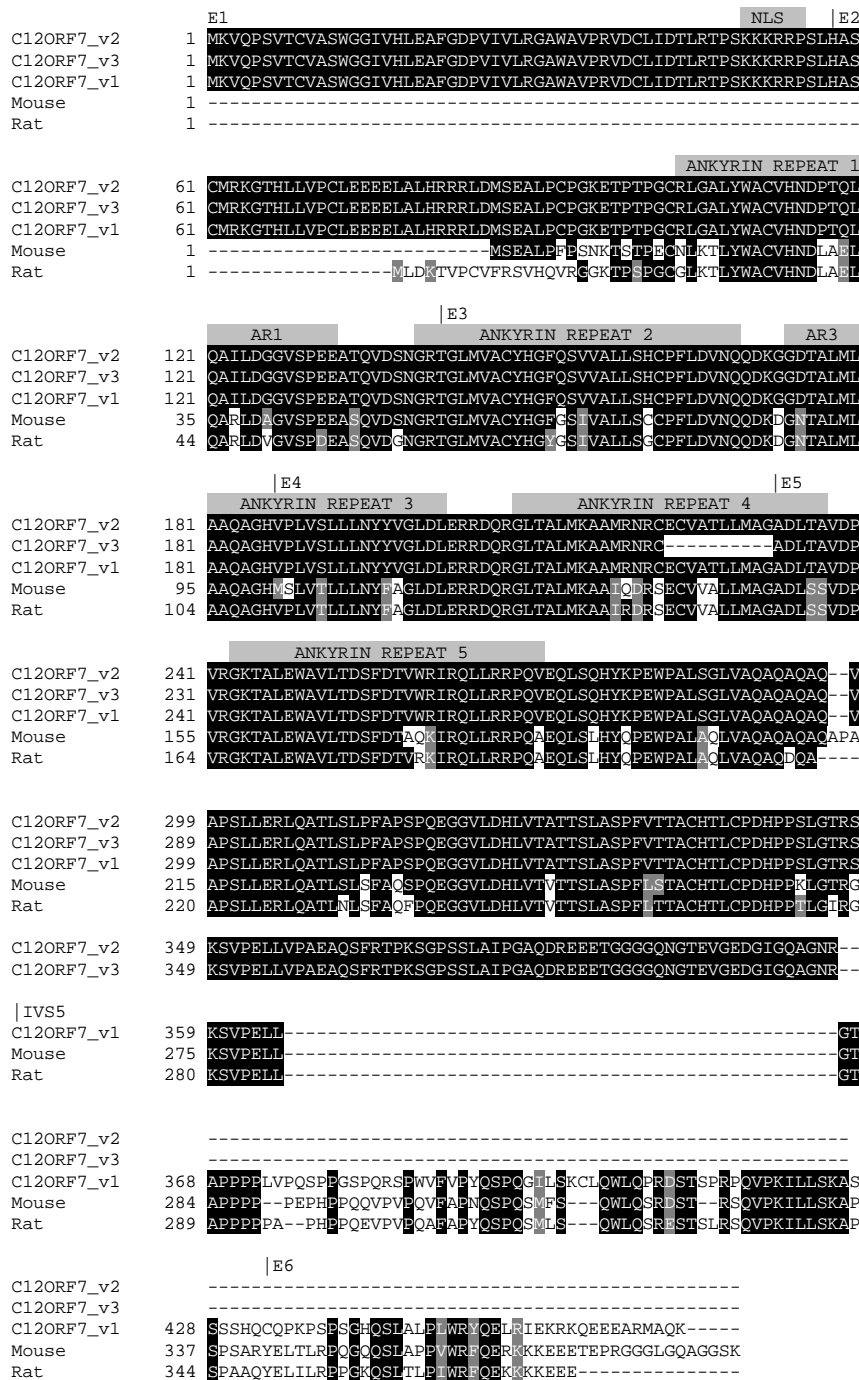 E1 NLS |E2
C12ORF7_v2 1 MKVQPSVTCVASWGGIVHLEAFGDPVIVLRGAWAVPRVDCLIDTLRTPSKKKRRPSLHAS
C12ORF7_v3 1 MKVQPSVTCVASWGGIVHLEAFGDPVIVLRGAWAVPRVDCLIDTLRTPSKKKRRPSLHAS
C12ORF7_v1 1 MKVQPSVTCVASWGGIVHLEAFGDPVIVLRGAWAVPRVDCLIDTLRTPSKKKRRPSLHAS
Mouse 1 ------------------------------------------------------------
Rat 1 ------------------------------------------------------------
ANKYRIN REPEAT 1
C12ORF7_v2 61 CMRKGTHLLVPCLEEEELALHRRRLDMSEALPCPGKETPTPGCRLGALYWACVHNDPTQL
C12ORF7_v3 61 CMRKGTHLLVPCLEEEELALHRRRLDMSEALPCPGKETPTPGCRLGALYWACVHNDPTQL
C12ORF7_v1 61 CMRKGTHLLVPCLEEEELALHRRRLDMSEALPCPGKETPTPGCRLGALYWACVHNDPTQL
Mouse 1 --------------------------MSEALPFPSNKTSTPECNLKTLYWACVHNDLAEL
Rat 1 -----------------MLDKTVPCVFRSVHQVRGGKTPSPGCGLKTLYWACVHNDLAEL
|E3
AR1 ANKYRIN REPEAT 2 AR3
C12ORF7_v2 121 QAILDGGVSPEEATQVDSNGRTGLMVACYHGFQSVVALLSHCPFLDVNQQDKGGDTALML
C12ORF7_v3 121 QAILDGGVSPEEATQVDSNGRTGLMVACYHGFQSVVALLSHCPFLDVNQQDKGGDTALML
C12ORF7_v1 121 QAILDGGVSPEEATQVDSNGRTGLMVACYHGFQSVVALLSHCPFLDVNQQDKGGDTALML
Mouse 35 QARLDAGVSPEEASQVDSNGRTGLMVACYHGFGSIVALLSCCPFLDVNQQDKDGNTALML
Rat 44 QARLDVGVSPDEASQVDGNGRTGLMVACYHGYGSIVALLSGCPFLDVNQQDKDGNTALML
|E4 |E5
ANKYRIN REPEAT 3 ANKYRIN REPEAT 4
C12ORF7_v2 181 AAQAGHVPLVSLLLNYYVGLDLERRDQRGLTALMKAAMRNRCECVATLLMAGADLTAVDP
C12ORF7_v3 181 AAQAGHVPLVSLLLNYYVGLDLERRDQRGLTALMKAAMRNRC----------ADLTAVDP
C12ORF7_v1 181 AAQAGHVPLVSLLLNYYVGLDLERRDQRGLTALMKAAMRNRCECVATLLMAGADLTAVDP
Mouse 95 AAQAGHMSLVTLLLNYFAGLDLERRDQRGLTALMKAAIQDRSECVVALLMAGADLSSVDP
Rat 104 AAQAGHVPLVTLLLNYFAGLDLERRDQRGLTALMKAAIRDRSECVVALLMAGADLSSVDP
ANKYRIN REPEAT 5
C12ORF7_v2 241 VRGKTALEWAVLTDSFDTVWRIRQLLRRPQVEQLSQHYKPEWPALSGLVAQAQAQAQ--V
C12ORF7_v3 231 VRGKTALEWAVLTDSFDTVWRIRQLLRRPQVEQLSQHYKPEWPALSGLVAQAQAQAQ--V
C12ORF7_v1 241 VRGKTALEWAVLTDSFDTVWRIRQLLRRPQVEQLSQHYKPEWPALSGLVAQAQAQAQ--V
Mouse 155 VRGKTALEWAVLTDSFDTAQKIRQLLRRPQAEQLSLHYQPEWPALAQLVAQAQAQAQAPA
Rat 164 VRGKTALEWAVLTDSFDTVRKIRQLLRRPQAEQLSLHYQPEWPALAQLVAQAQDQA----
C12ORF7_v2 299 APSLLERLQATLSLPFAPSPQEGGVLDHLVTATTSLASPFVTTACHTLCPDHPPSLGTRS
C12ORF7_v3 289 APSLLERLQATLSLPFAPSPQEGGVLDHLVTATTSLASPFVTTACHTLCPDHPPSLGTRS
C12ORF7_v1 299 APSLLERLQATLSLPFAPSPQEGGVLDHLVTATTSLASPFVTTACHTLCPDHPPSLGTRS
Mouse 215 APSLLERLQATLSLSFAQSPQEGGVLDHLVTVTTSLASPFLSTACHTLCPDHPPKLGTRG
Rat 220 APSLLERLQATLNLSFAQFPQEGGVLDHLVTVTTSLASPFLTTACHTLCPDHPPTLGIRG
C12ORF7_v2 349 KSVPELLVPAEAQSFRTPKSGPSSLAIPGAQDREEETGGGGQNGTEVGEDGIGQAGNR--
C12ORF7_v3 349 KSVPELLVPAEAQSFRTPKSGPSSLAIPGAQDREEETGGGGQNGTEVGEDGIGQAGNR--
|IVS5
C12ORF7_v1 359 KSVPELL---------------------------------------------------GT
Mouse 275 KSVPELL---------------------------------------------------GT
Rat 280 KSVPELL---------------------------------------------------GT
C12ORF7_v2 -----------------------------------------------------------
C12ORF7_v3 -----------------------------------------------------------
C12ORF7_v1 368 APPPPLVPQSPPGSPQRSPWVFVPYQSPQGILSKCLQWLQPRDSTSPRPQVPKILLSKAS
Mouse 284 APPPP--PEPHPPQQVPVPQVFAPNQSPQSMFS---QWLQSRDST--RSQVPKILLSKAP
Rat 289 APPPPPA--PHPPQEVPVPQAFAPYQSPQSMLS---QWLQSRESTSLRSQVPKILLSKAP
|E6
C12ORF7_v2 -------------------------------------------------
C12ORF7_v3 -------------------------------------------------
C12ORF7_v1 428 SSSHQCQPKPSPSGHQSLALPLWRYQELRIEKRKQEEEARMAQK-----
Mouse 337 SPSARYELTLRPQGQQSLAPPVWRFQERKKKEEETEPRGGGLGQAGGSK
Rat 344 SPAAQYELILRPPGKQSLTLPIWRFQEKKKKEEE---------------